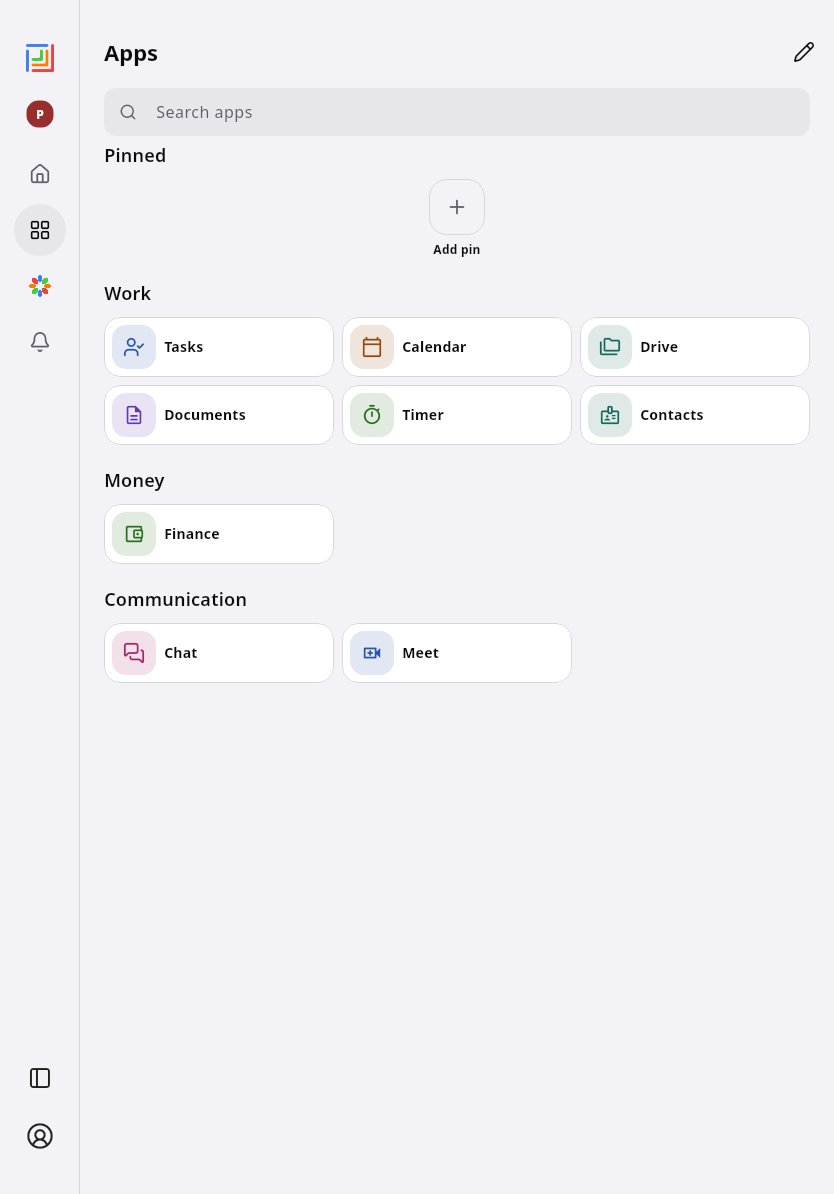 Apps
P
Search apps
Pinned
Add pin
Work
Tasks
Calendar
Drive
Documents
Timer
Contacts
Money
Finance
Communication
Chat
Meet